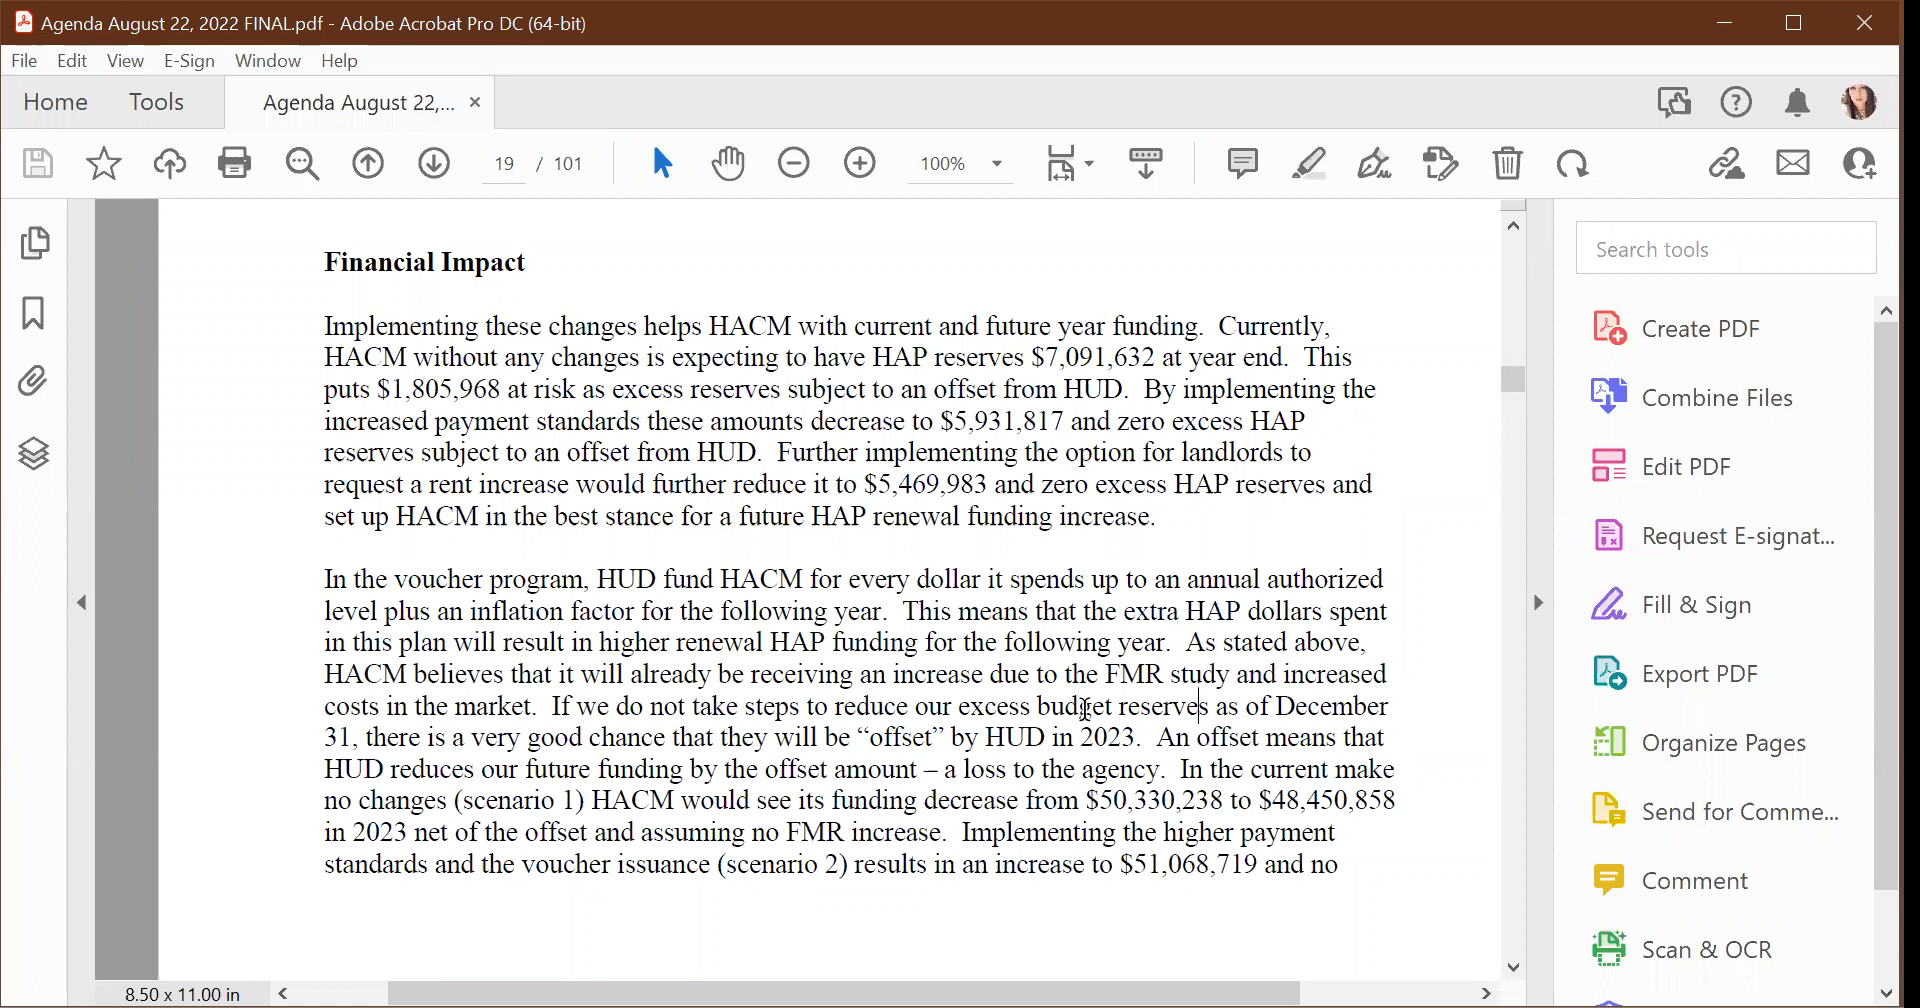 Agenda August 22, 2022 FINAL.pdf - Adobe Acrobat Pro DC (64-bit)
File Edit View E-Sign Window Help
Home Tools Agenda August 22,... ×
19 / 101 100%
Financial Impact
Implementing these changes helps HACM with current and future year funding. Currently,
HACM without any changes is expecting to have HAP reserves $7,091,632 at year end. This
puts $1,805,968 at risk as excess reserves subject to an offset from HUD. By implementing the
increased payment standards these amounts decrease to $5,931,817 and zero excess HAP
reserves subject to an offset from HUD. Further implementing the option for landlords to
request a rent increase would further reduce it to $5,469,983 and zero excess HAP reserves and
set up HACM in the best stance for a future HAP renewal funding increase.
In the voucher program, HUD fund HACM for every dollar it spends up to an annual authorized
level plus an inflation factor for the following year. This means that the extra HAP dollars spent
in this plan will result in higher renewal HAP funding for the following year. As stated above,
HACM believes that it will already be receiving an increase due to the FMR study and increased
costs in the market. If we do not take steps to reduce our excess budget reserves as of December
31, there is a very good chance that they will be “offset” by HUD in 2023. An offset means that
HUD reduces our future funding by the offset amount – a loss to the agency. In the current make
no changes (scenario 1) HACM would see its funding decrease from $50,330,238 to $48,450,858
in 2023 net of the offset and assuming no FMR increase. Implementing the higher payment
standards and the voucher issuance (scenario 2) results in an increase to $51,068,719 and no
8.50 x 11.00 in
Search tools
Create PDF
Combine Files
Edit PDF
Request E-signat...
Fill & Sign
Export PDF
Organize Pages
Send for Comme...
Comment
Scan & OCR